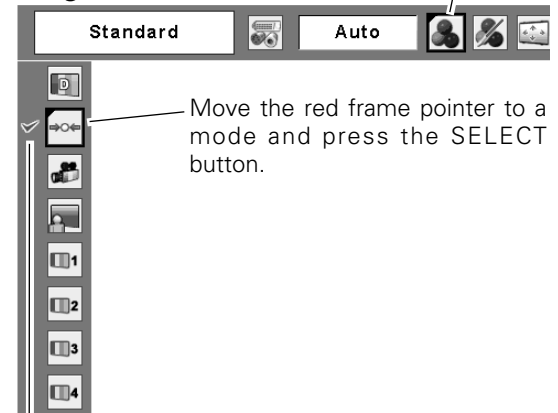 Standard
Auto
D
Move the red frame pointer to a
mode and press the SELECT
button.
1
2
3
4